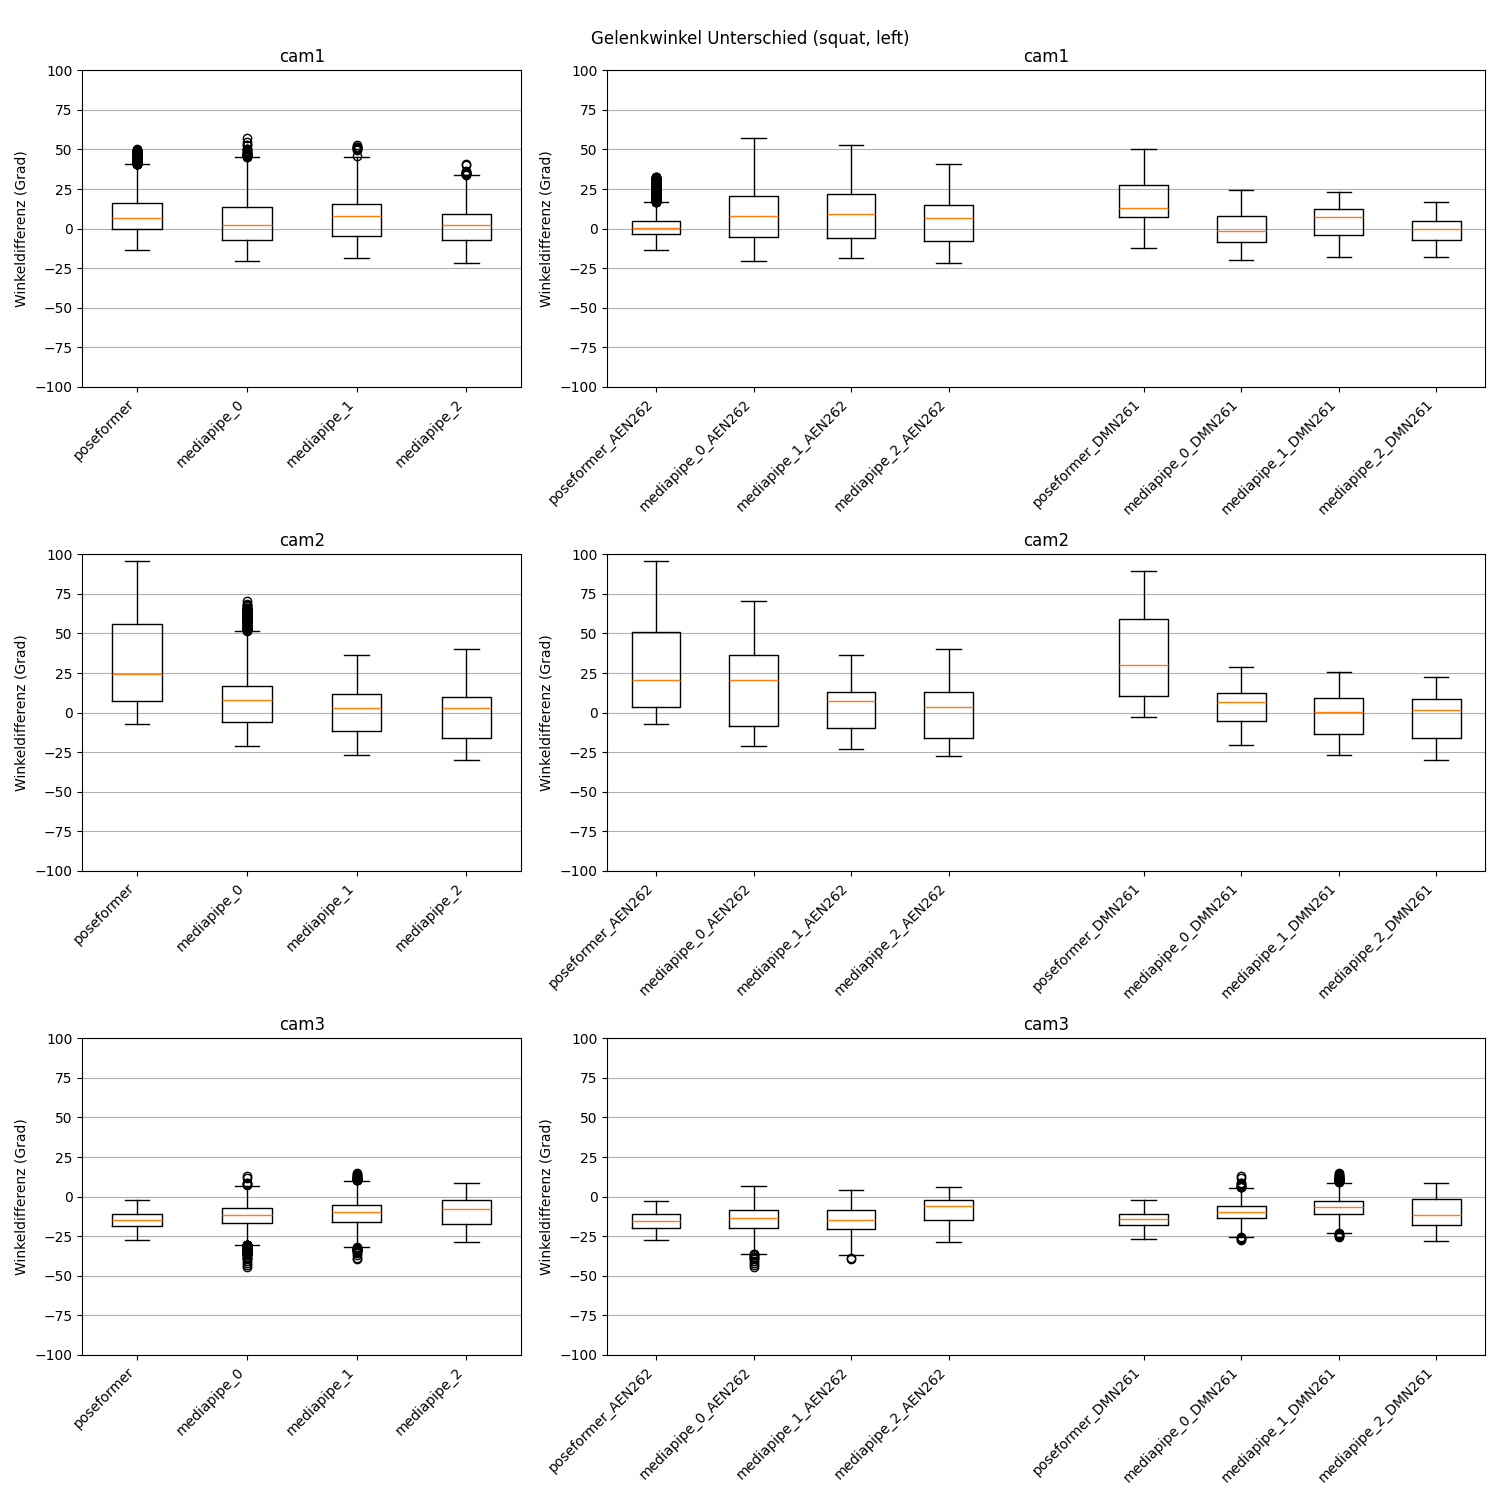 Gelenkwinkel Unterschied (squat, left)
cam1
Winkeldifferenz (Grad)
100
75
50
25
0
−25
−50
−75
−100
poseformer
mediapipe_0
mediapipe_1
mediapipe_2
cam1
Winkeldifferenz (Grad)
100
75
50
25
0
−25
−50
−75
−100
poseformer_AEN262
mediapipe_0_AEN262
mediapipe_1_AEN262
mediapipe_2_AEN262
poseformer_DMN261
mediapipe_0_DMN261
mediapipe_1_DMN261
mediapipe_2_DMN261
cam2
Winkeldifferenz (Grad)
100
75
50
25
0
−25
−50
−75
−100
poseformer
mediapipe_0
mediapipe_1
mediapipe_2
cam2
Winkeldifferenz (Grad)
100
75
50
25
0
−25
−50
−75
−100
poseformer_AEN262
mediapipe_0_AEN262
mediapipe_1_AEN262
mediapipe_2_AEN262
poseformer_DMN261
mediapipe_0_DMN261
mediapipe_1_DMN261
mediapipe_2_DMN261
cam3
Winkeldifferenz (Grad)
100
75
50
25
0
−25
−50
−75
−100
poseformer
mediapipe_0
mediapipe_1
mediapipe_2
cam3
Winkeldifferenz (Grad)
100
75
50
25
0
−25
−50
−75
−100
poseformer_AEN262
mediapipe_0_AEN262
mediapipe_1_AEN262
mediapipe_2_AEN262
poseformer_DMN261
mediapipe_0_DMN261
mediapipe_1_DMN261
mediapipe_2_DMN261